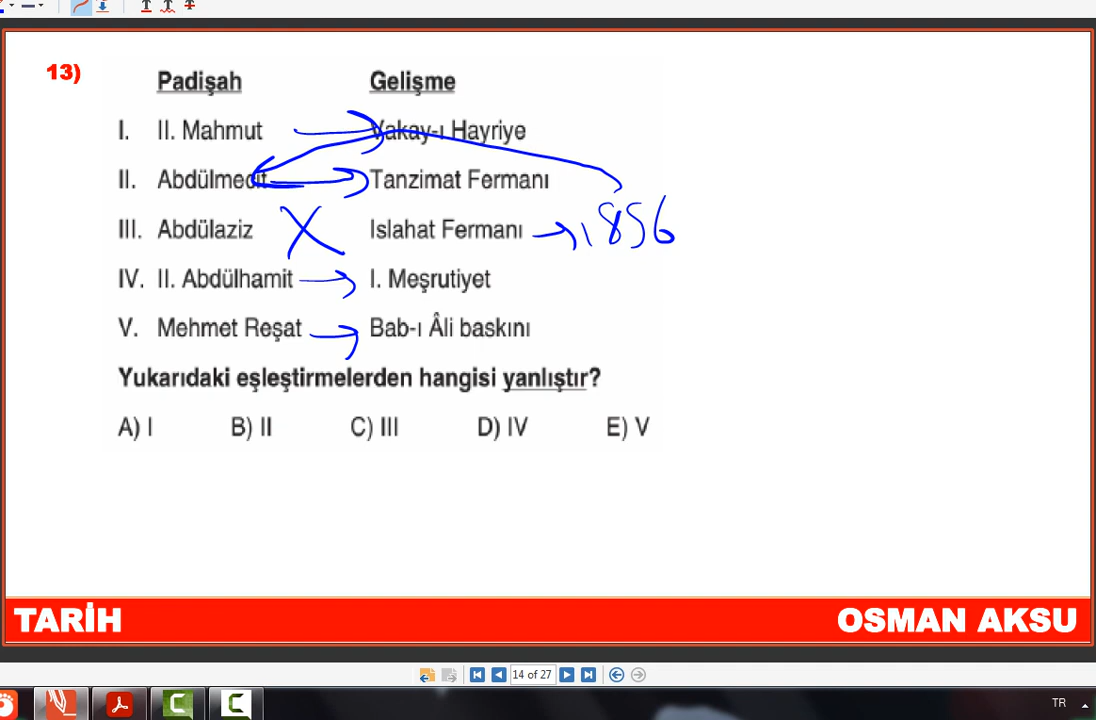 13)
Padişah Gelişme
I. II. Mahmut Vakay-ı Hayriye
II. Abdülmecit Tanzimat Fermanı
III. Abdülaziz Islahat Fermanı 1856
IV. II. Abdülhamit I. Meşrutiyet
V. Mehmet Reşat Bab-ı Âli baskını
Yukarıdaki eşleştirmelerden hangisi yanlıştır?
A) I B) II C) III D) IV E) V
TARİH OSMAN AKSU
14 of 27
TR